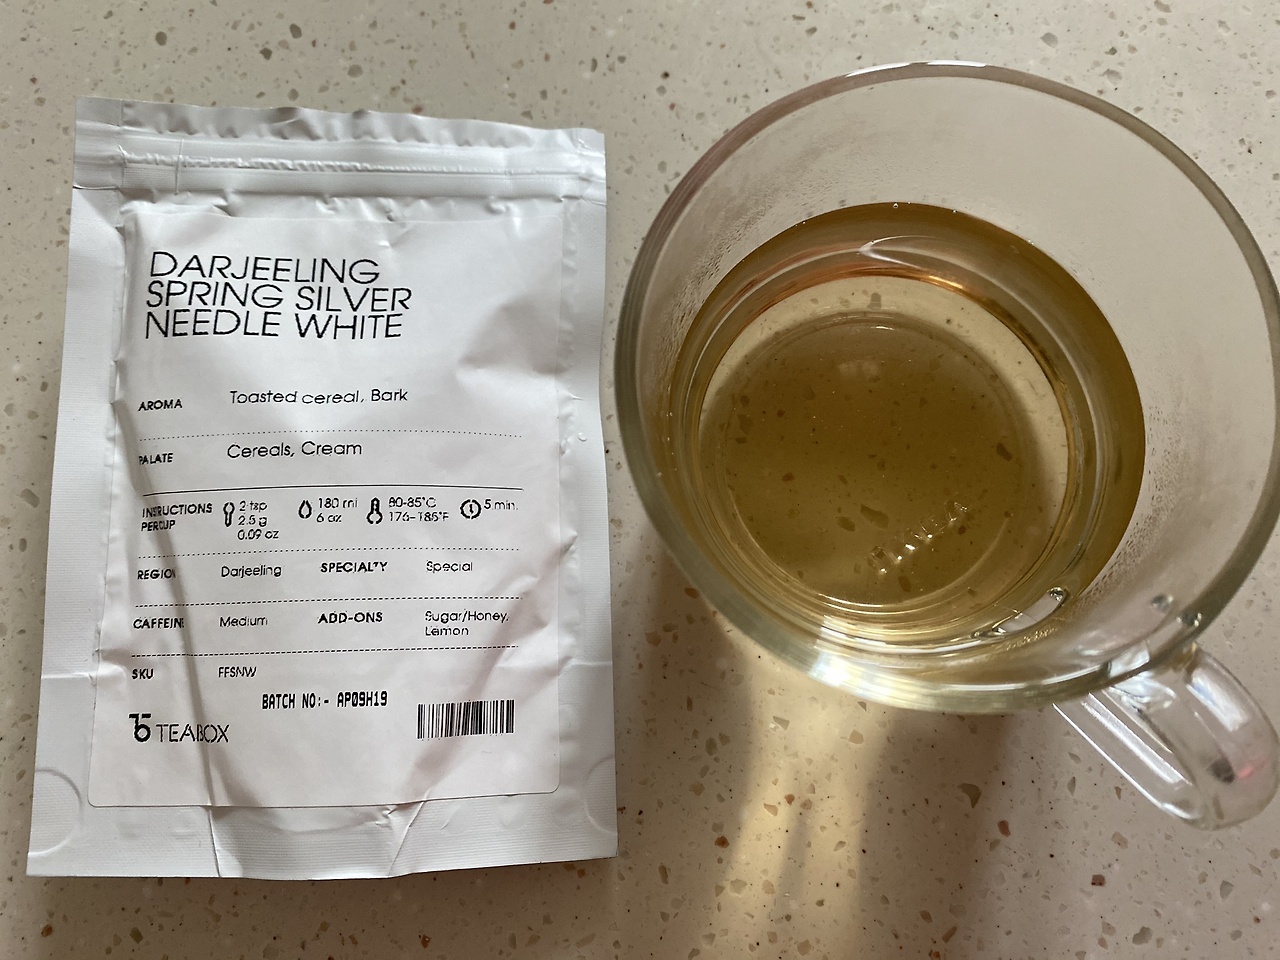 DARJEELING
SPRING SILVER
NEEDLE WHITE
AROMA Toasted cereal, Bark
PALATE Cereals, Cream
INSTRUCTIONS PER CUP
2 tsp
2.5 g
0.09 oz
180 ml
6 oz
80-85°C
176-185°F
5 min.
REGION Darjeeling SPECIALTY Special
CAFFEINE Medium ADD-ONS Sugar/Honey,
Lemon
SKU FFSNW
BATCH NO:- AP09H19
TEABOX